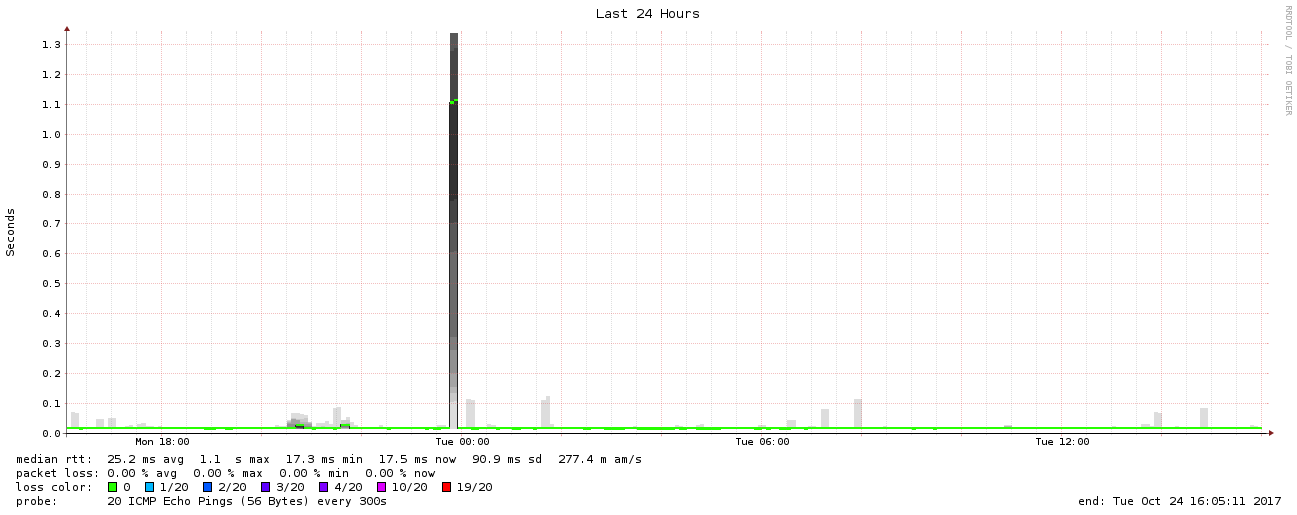 Last 24 Hours
RRDTOOL / TOBI OETIKER
Seconds
1.3
1.2
1.1
1.0
0.9
0.8
0.7
0.6
0.5
0.4
0.3
0.2
0.1
0.0
Mon 18:00 Tue 00:00 Tue 06:00 Tue 12:00
median rtt: 25.2 ms avg 1.1 s max 17.3 ms min 17.5 ms now 90.9 ms sd 277.4 m am/s
packet loss: 0.00 % avg 0.00 % max 0.00 % min 0.00 % now
loss color: 0 1/20 2/20 3/20 4/20 10/20 19/20
probe: 20 ICMP Echo Pings (56 Bytes) every 300s end: Tue Oct 24 16:05:11 2017